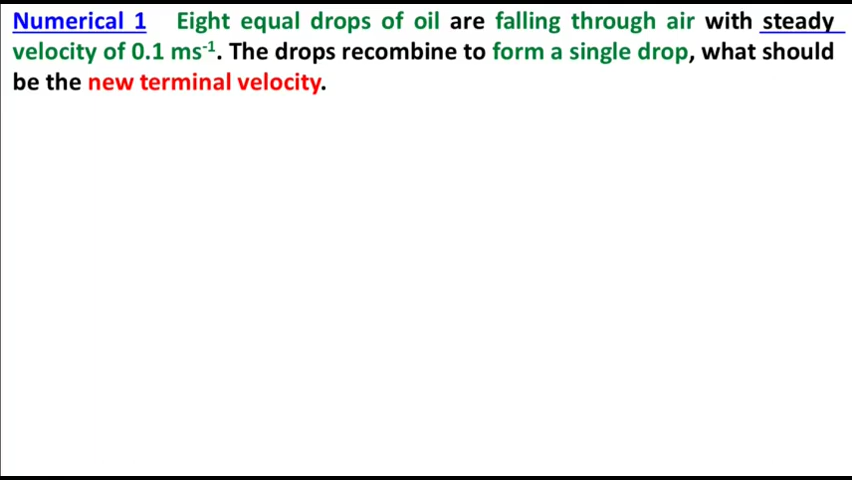 Numerical 1 Eight equal drops of oil are falling through air with steady
velocity of 0.1 ms⁻¹. The drops recombine to form a single drop, what should
be the new terminal velocity.